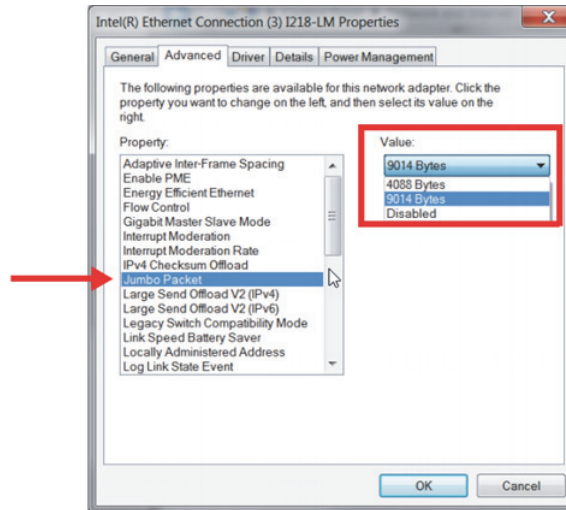 Intel(R) Ethernet Connection (3) I218-LM Properties
General Advanced Driver Details Power Management
The following properties are available for this network adapter. Click the
property you want to change on the left, and then select its value on the
right.
Property:
Adaptive Inter-Frame Spacing
Enable PME
Energy Efficient Ethernet
Flow Control
Gigabit Master Slave Mode
Interrupt Moderation
Interrupt Moderation Rate
IPv4 Checksum Offload
Jumbo Packet
Large Send Offload V2 (IPv4)
Large Send Offload V2 (IPv6)
Legacy Switch Compatibility Mode
Link Speed Battery Saver
Locally Administered Address
Log Link State Event
Value:
9014 Bytes
4088 Bytes
9014 Bytes
Disabled
OK Cancel